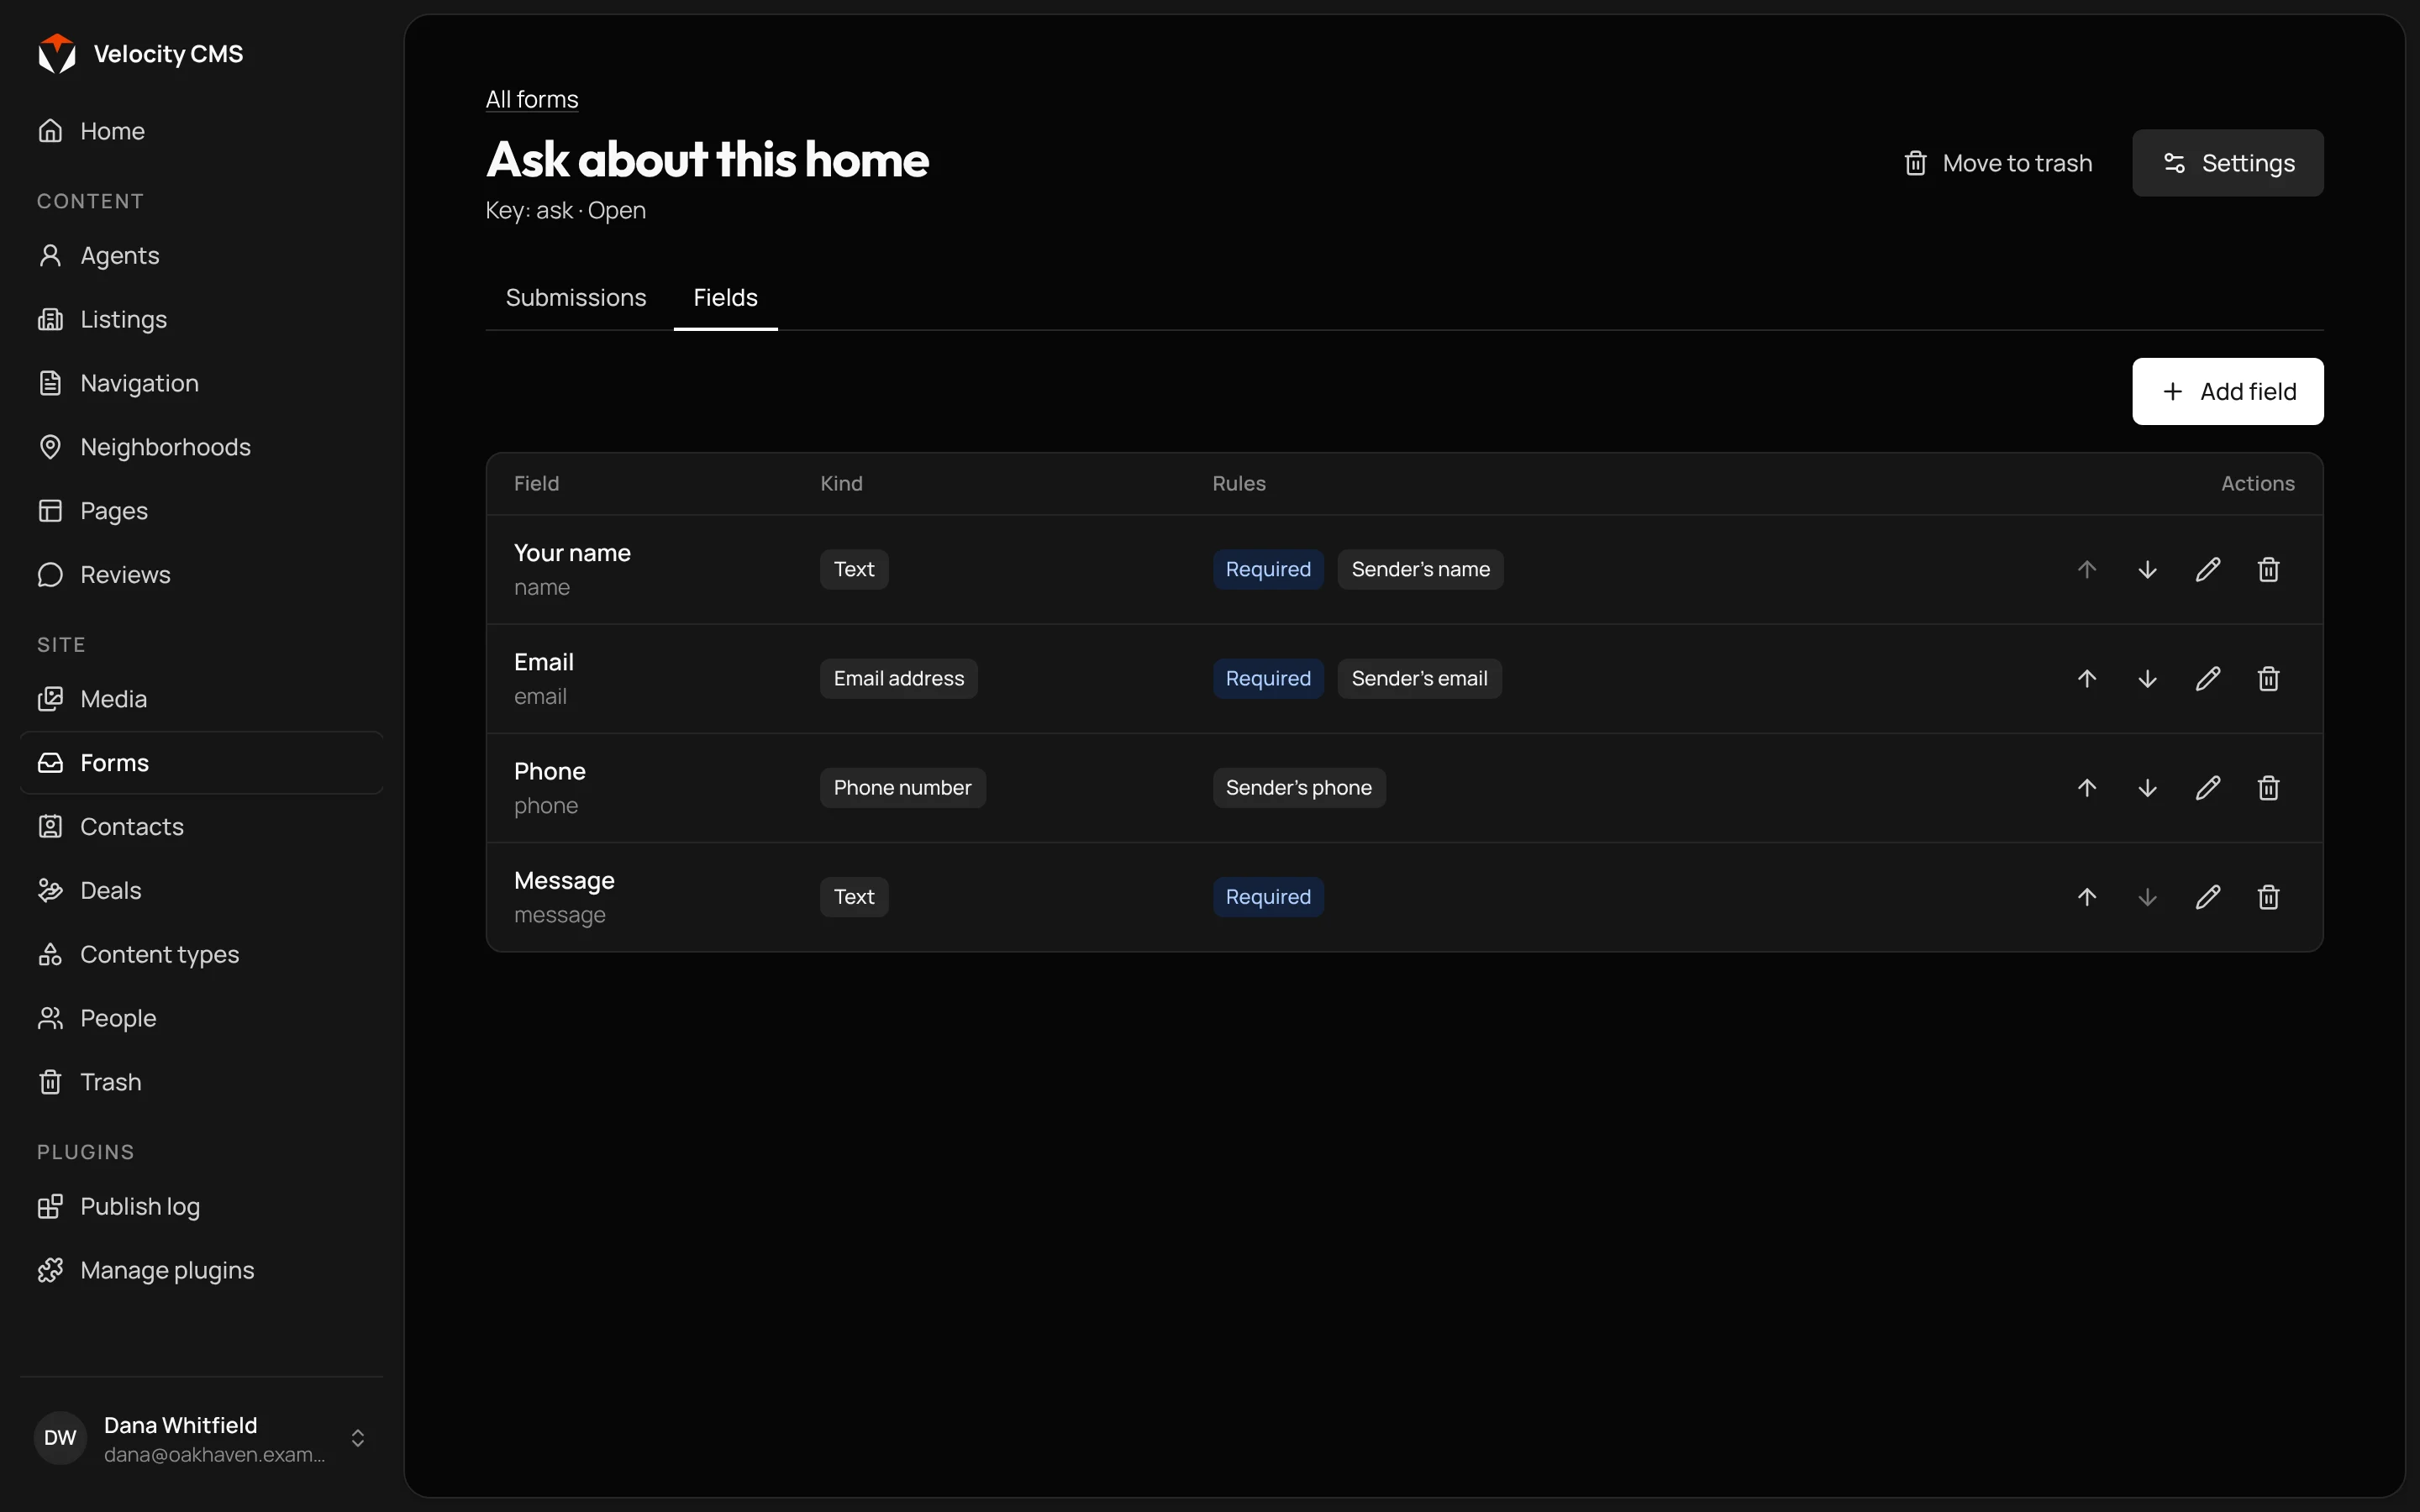 Velocity CMS
Home
CONTENT
Agents
Listings
Navigation
Neighborhoods
Pages
Reviews
SITE
Media
Forms
Contacts
Deals
Content types
People
Trash
PLUGINS
Publish log
Manage plugins
DW
Dana Whitfield
dana@oakhaven.exam...
All forms
Ask about this home
Key: ask · Open
Move to trash
Settings
Submissions
Fields
Add field
Field Kind Rules Actions
Your name
name
Text
Required
Sender's name
Email
email
Email address
Required
Sender's email
Phone
phone
Phone number
Sender's phone
Message
message
Text
Required